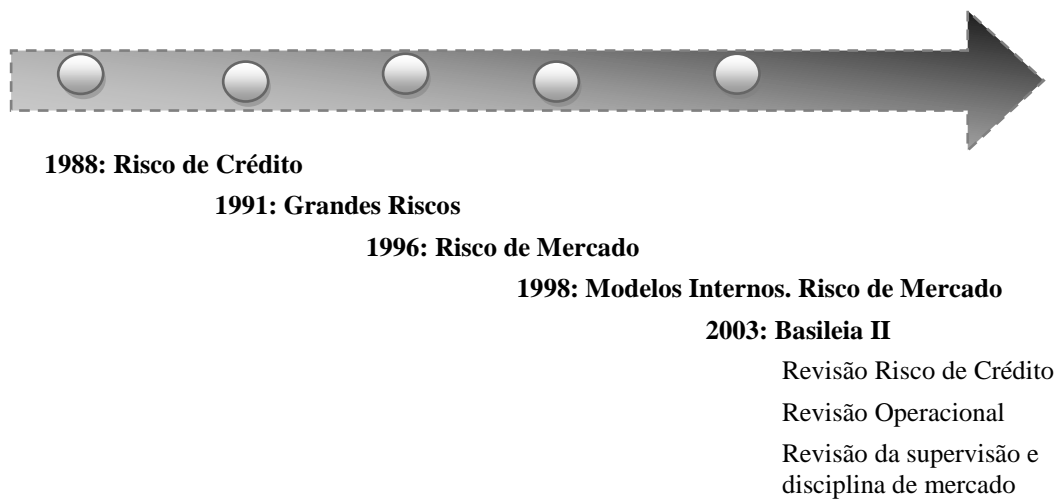 1988: Risco de Crédito
1991: Grandes Riscos
1996: Risco de Mercado
1998: Modelos Internos. Risco de Mercado
2003: Basileia II
Revisão Risco de Crédito
Revisão Operacional
Revisão da supervisão e
disciplina de mercado